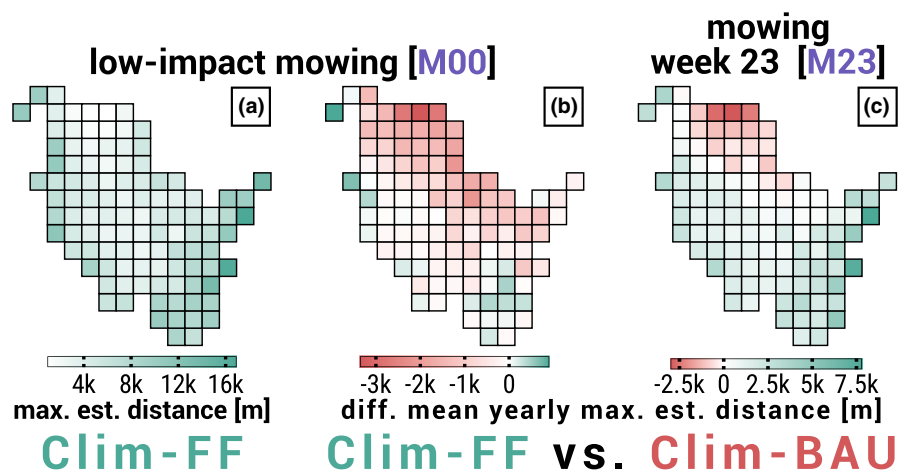 mowing
low-impact mowing [M00]
week 23 [M23]
(a)
(b)
(c)
4k 8k 12k 16k
-3k -2k -1k 0
-2.5k 0 2.5k 5k 7.5k
max. est. distance [m]
diff. mean yearly max. est. distance [m]
Clim-FF
Clim-FF vs. Clim-BAU